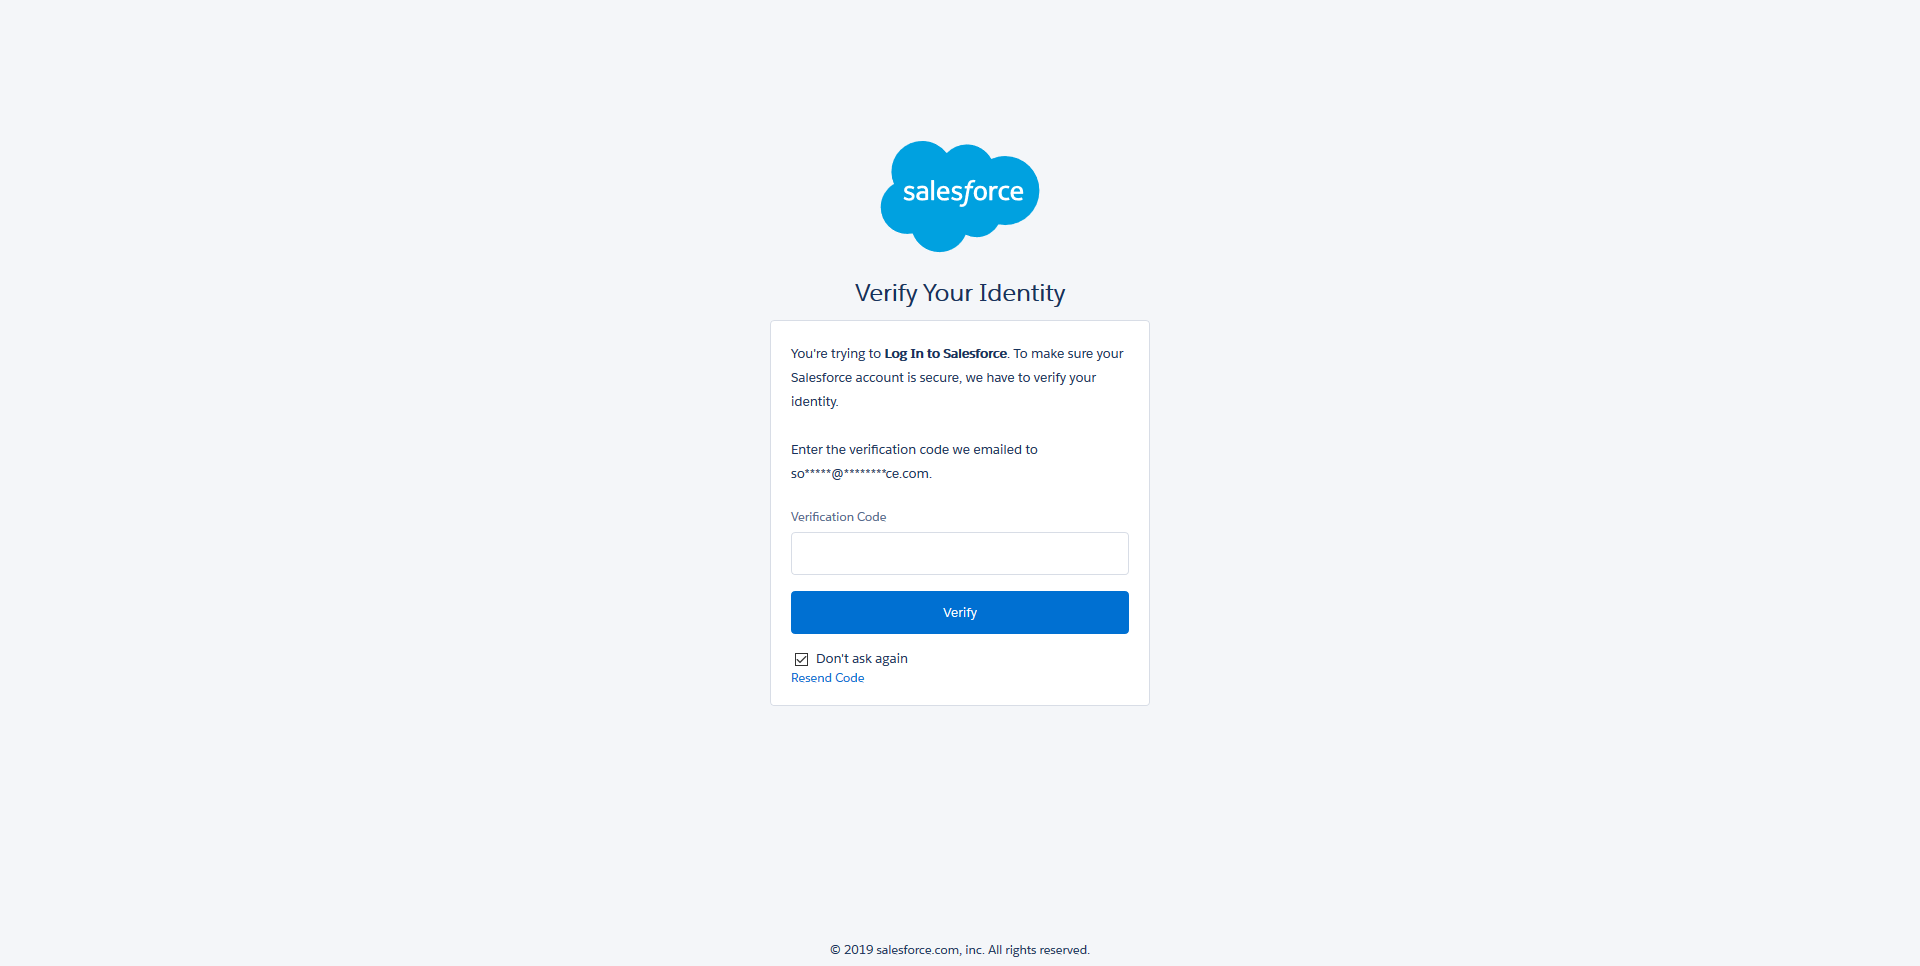 salesforce
Verify Your Identity
You're trying to Log In to Salesforce. To make sure your
Salesforce account is secure, we have to verify your
identity.
Enter the verification code we emailed to
so*****@********ce.com.
Verification Code
Verify
Don't ask again
Resend Code
© 2019 salesforce.com, inc. All rights reserved.